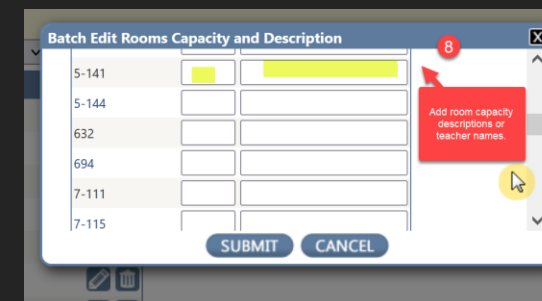 Batch Edit Rooms Capacity and Description
X
8
5-141
5-144
632
694
7-111
7-115
Add room capacity
descriptions or
teacher names.
SUBMIT CANCEL